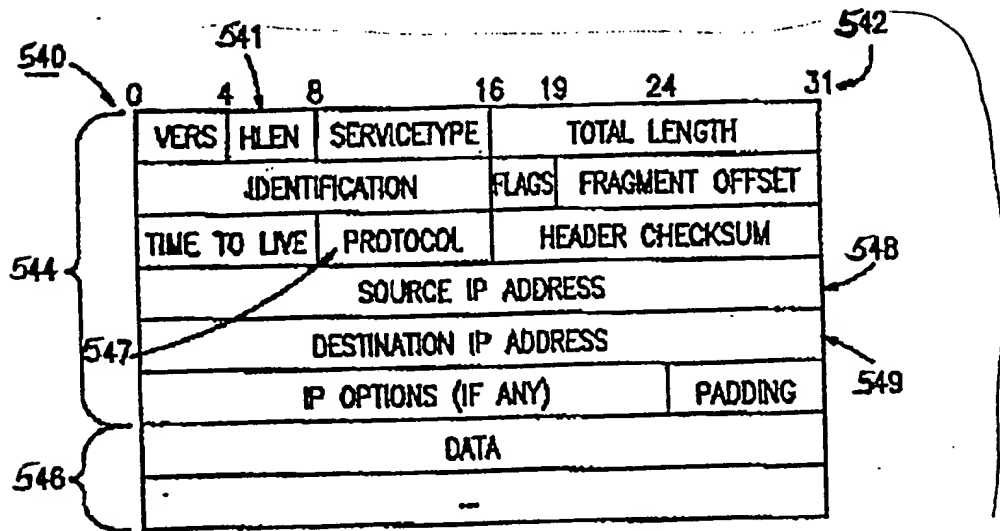 541
542
540
0 4 8 16 19 24 31
VERS HLEN SERVICETYPE TOTAL LENGTH
IDENTIFICATION FLAGS FRAGMENT OFFSET
TIME TO LIVE PROTOCOL HEADER CHECKSUM
544
548
SOURCE IP ADDRESS
547
DESTINATION IP ADDRESS
549
IP OPTIONS (IF ANY) PADDING
DATA
546
...